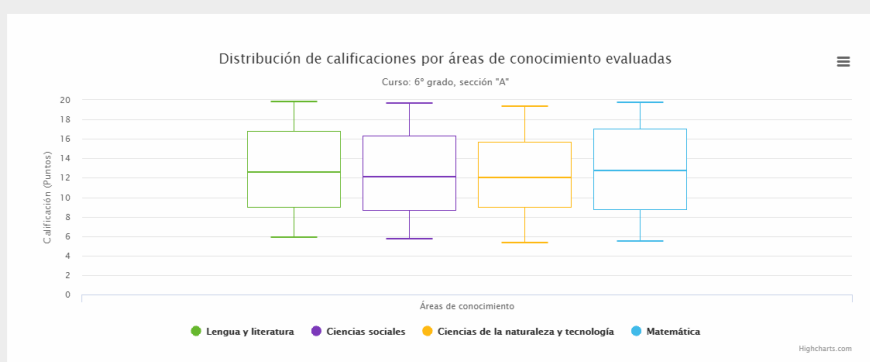 Distribución de calificaciones por áreas de conocimiento evaluadas
Curso: 6° grado, sección "A"
Calificación (Puntos)
20
18
16
14
12
10
8
6
4
2
0
Áreas de conocimiento
Lengua y literatura Ciencias sociales Ciencias de la naturaleza y tecnología Matemática
Highcharts.com